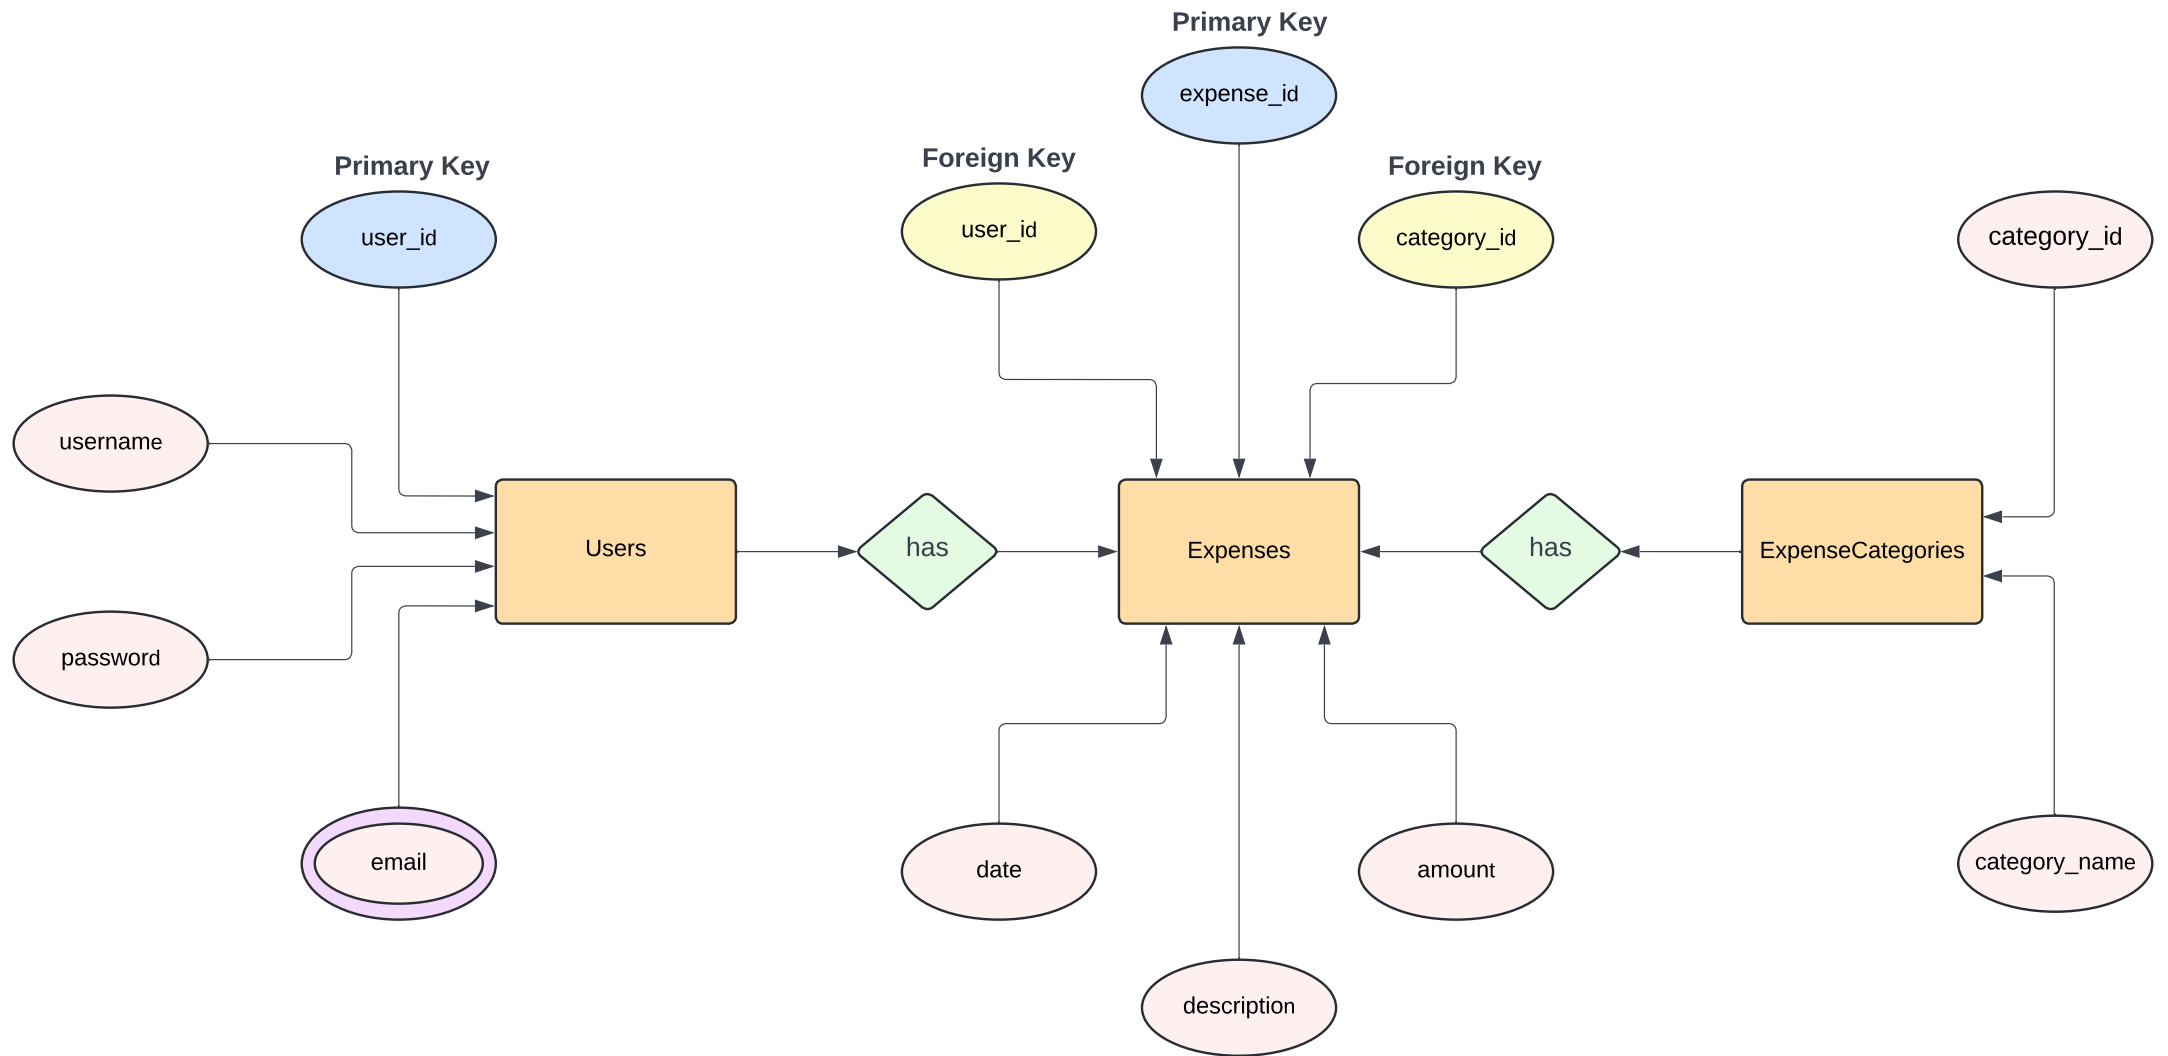 Primary Key
expense_id
Foreign Key
Primary Key
Foreign Key
user_id
user_id
category_id
category_id
username
Users
has
Expenses
has
ExpenseCategories
password
email
date
amount
category_name
description